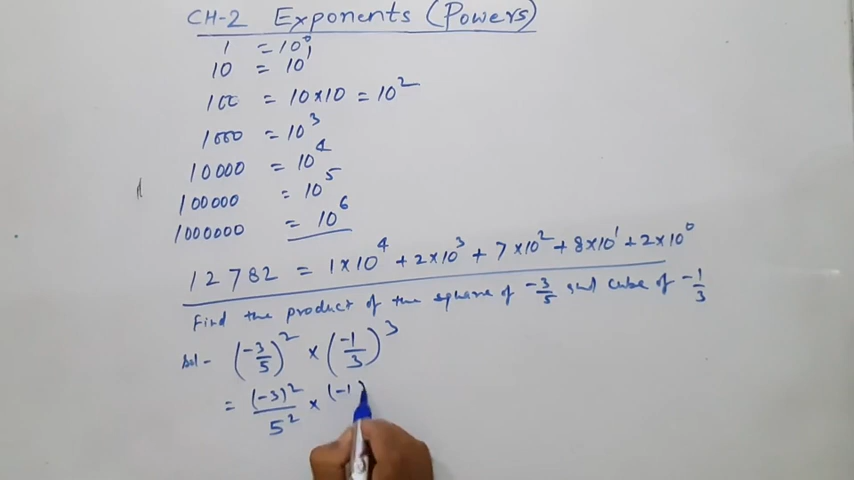 CH-2 Exponents (Powers)
1 = 10⁰
10 = 10¹
100 = 10×10 = 10²
1000 = 10³
10000 = 10⁴
100000 = 10⁵
1000000 = 10⁶
12782 = 1×10⁴ + 2×10³ + 7×10² + 8×10¹ + 2×10⁰
Find the product of the square of -3/5 and cube of -1/3
Sol- (-3/5)² × (-1/3)³
= (-3)²/5² × (-1)